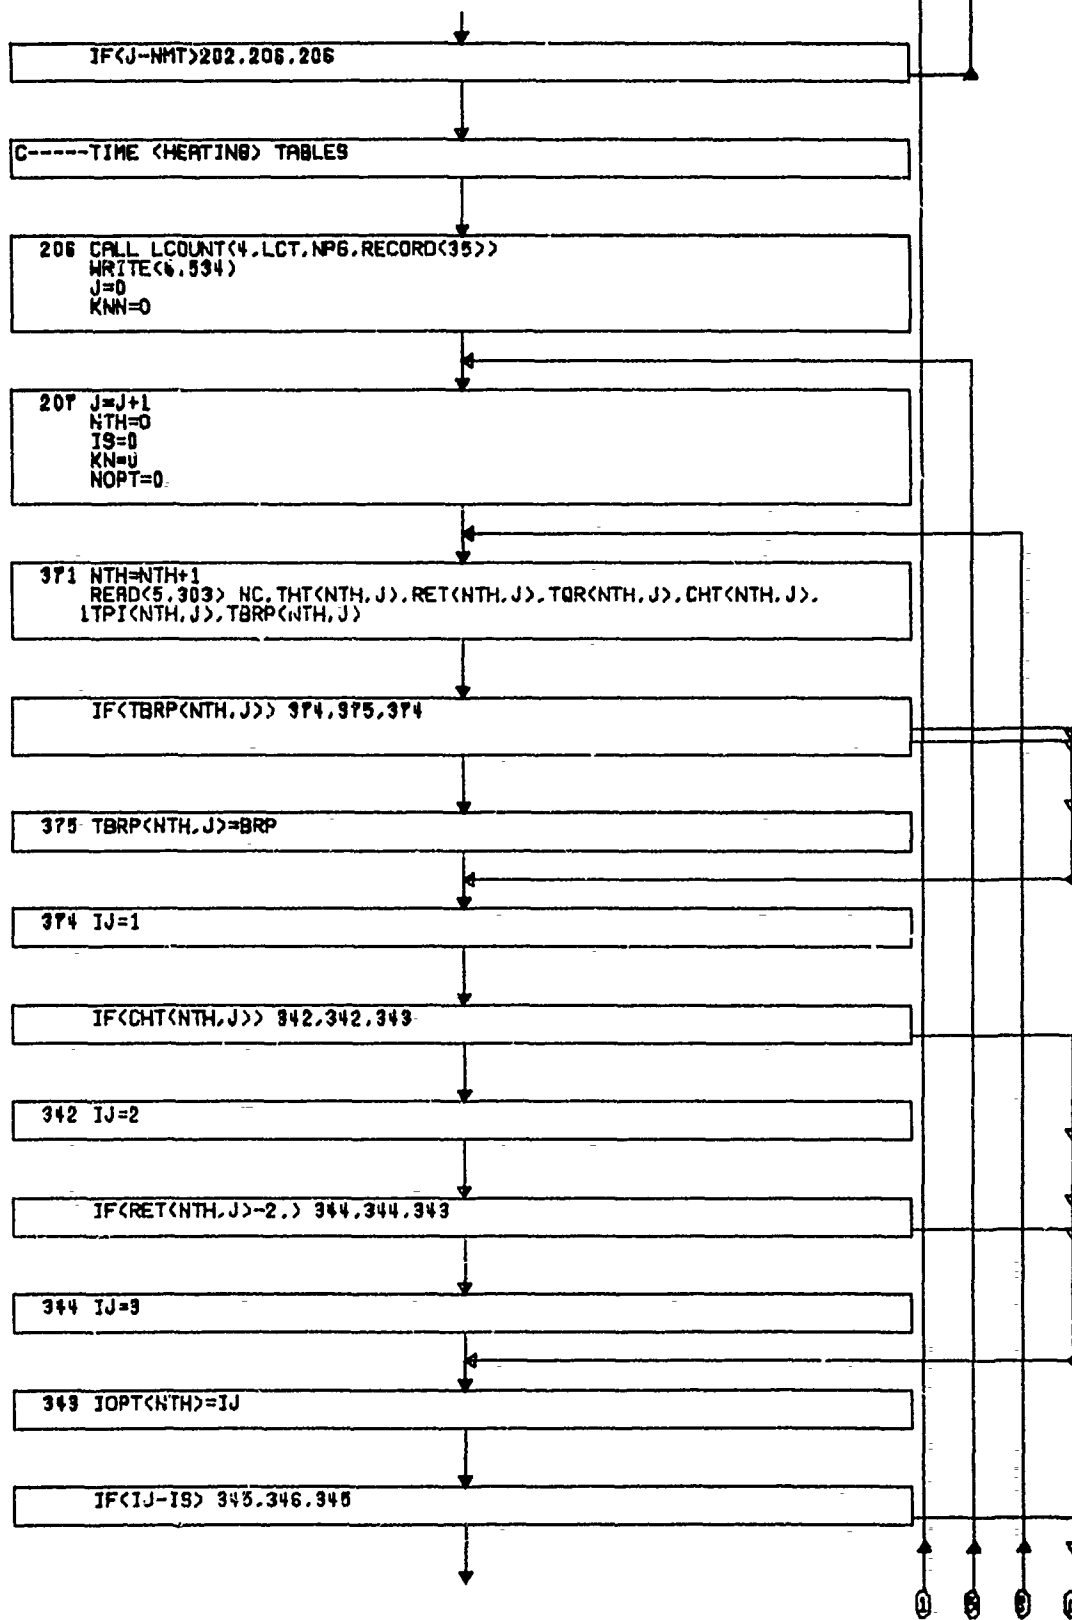 IF(J-NMT)202,206,206
C-----TIME (HEATING) TABLES
206 CALL LCOUNT(4,LCT,NPG,RECORD(35))
WRITE(6,534)
J=0
KNN=0
207 J=J+1
NTH=0
IS=0
KN=0
NOPT=0
371 NTH=NTH+1
READ(5,303) NC,THT(NTH,J),RET(NTH,J),TQR(NTH,J),CHT(NTH,J),
1TPI(NTH,J),TBRP(NTH,J)
IF(TBRP(NTH,J)) 374,375,374
375 TBRP(NTH,J)=BRP
374 IJ=1
IF(CHT(NTH,J)) 342,342,343
342 IJ=2
IF(RET(NTH,J)-2.) 344,344,343
344 IJ=3
343 IOPT(NTH)=IJ
IF(IJ-IS) 345,346,345